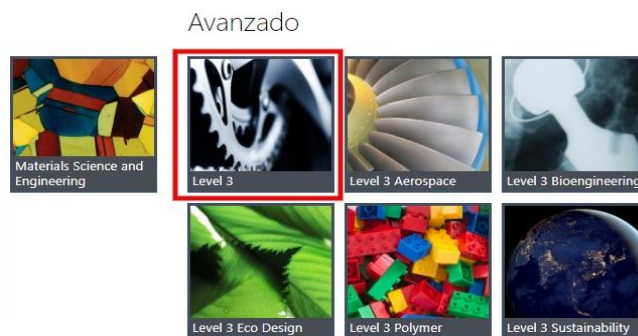 Avanzado
Materials Science and
Engineering
Level 3
Level 3 Aerospace
Level 3 Bioengineering
Level 3 Eco Design
Level 3 Polymer
Level 3 Sustainability